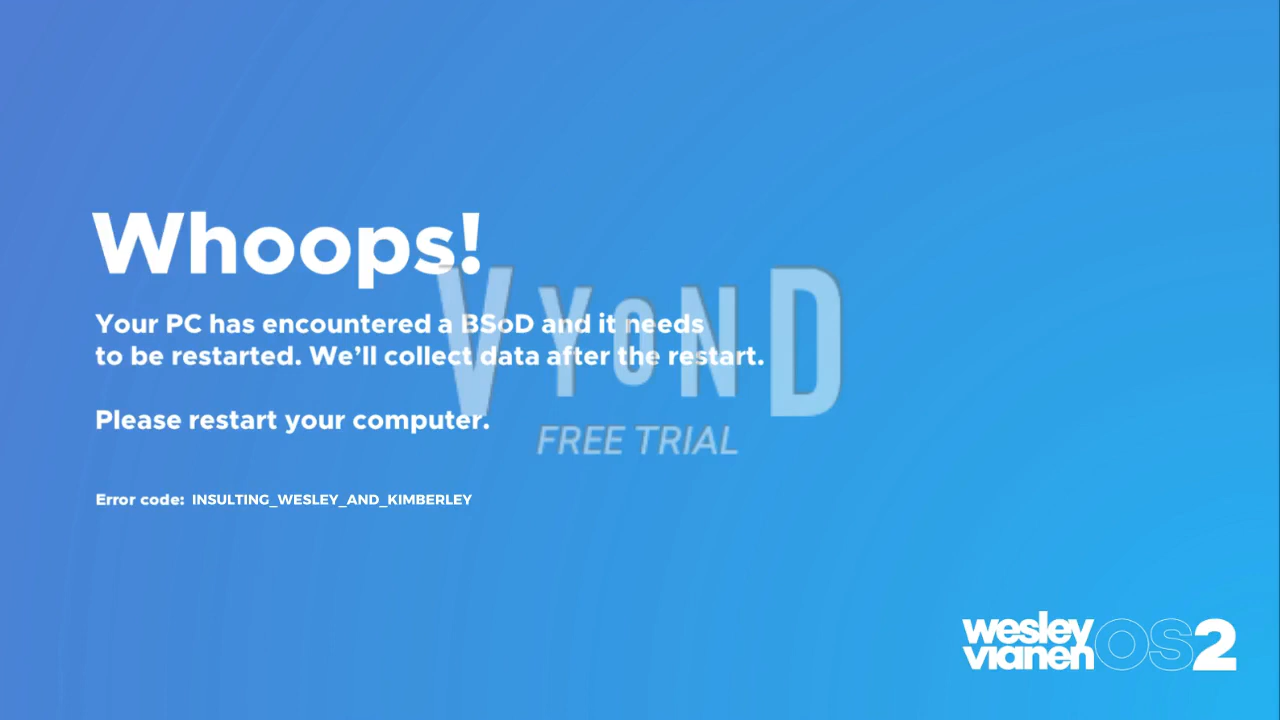 Whoops!
Your PC has encountered a BSoD and it needs
to be restarted. We’ll collect data after the restart.
VYOND
Please restart your computer.
FREE TRIAL
Error code: INSULTING_WESLEY_AND_KIMBERLEY
wesley
vianen OS2